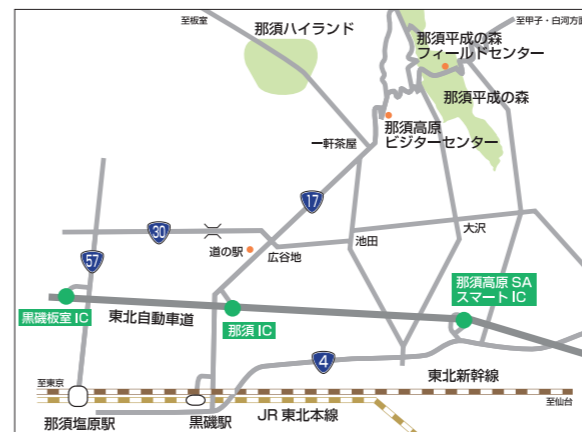 至板室
那須ハイランド
那須平成の森
フィールドセンター
至甲子・白河方面
那須平成の森
那須高原
ビジターセンター
一軒茶屋
17
30
道の駅
広谷地
池田
大沢
57
那須高原 SA
スマート IC
黒磯板室 IC
東北自動車道
那須 IC
4
至東京
東北新幹線
至仙台
那須塩原駅
黒磯駅
JR 東北本線